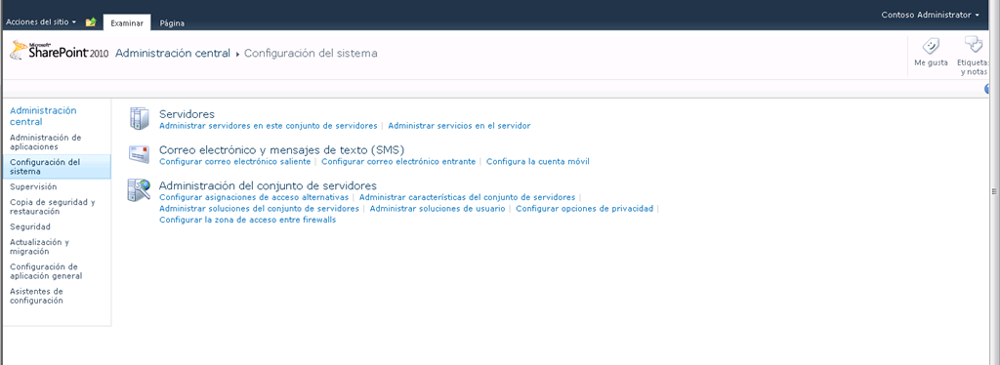 Acciones del sitio Examinar Página Contoso Administrator
Microsoft
SharePoint 2010 Administración central Configuración del sistema
Me gusta
Etiquetas
y notas
Administración
central
Administración de
aplicaciones
Configuración del
sistema
Supervisión
Copia de seguridad y
restauración
Seguridad
Actualización y
migración
Configuración de
aplicación general
Asistentes de
configuración
Servidores
Administrar servidores en este conjunto de servidores | Administrar servicios en el servidor
Correo electrónico y mensajes de texto (SMS)
Configurar correo electrónico saliente | Configurar correo electrónico entrante | Configura la cuenta móvil
Administración del conjunto de servidores
Configurar asignaciones de acceso alternativas | Administrar características del conjunto de servidores |
Administrar soluciones del conjunto de servidores | Administrar soluciones de usuario | Configurar opciones de privacidad |
Configurar la zona de acceso entre firewalls